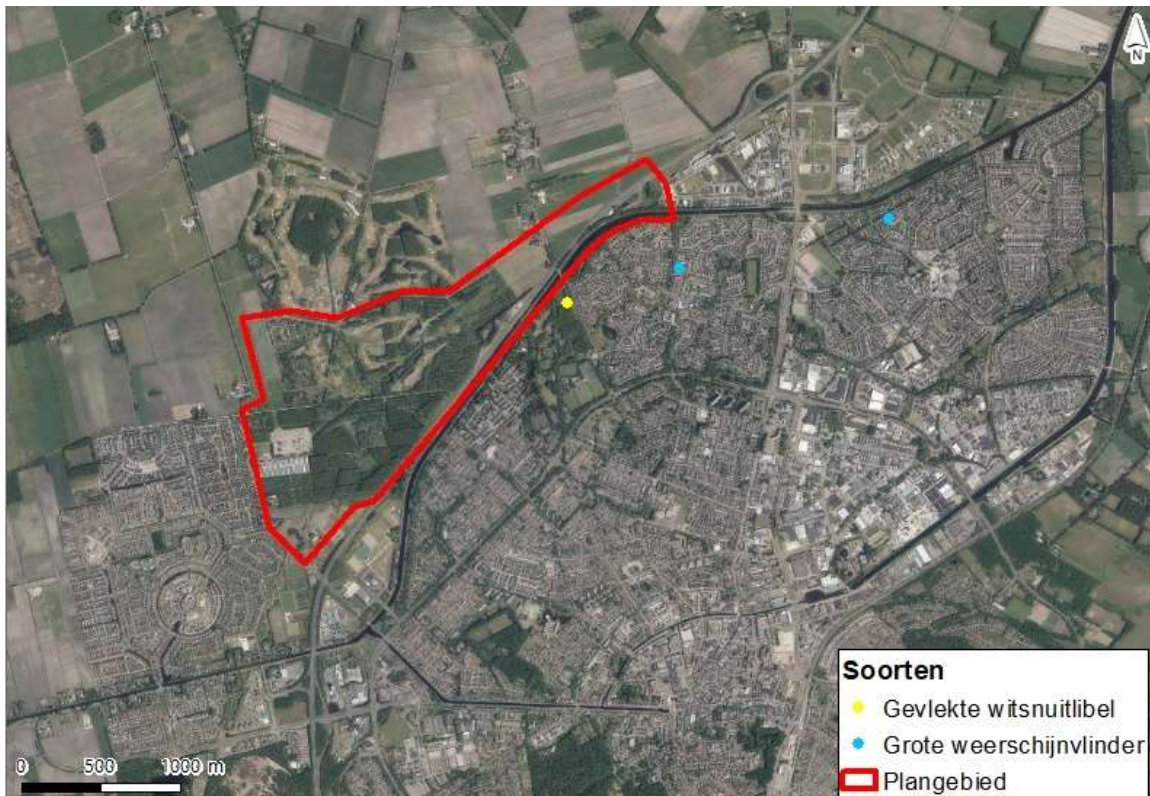 N
Soorten
Gevlekte witsnuitlibel
Grote weerschijnvlinder
Plangebied
0 500 1000 m